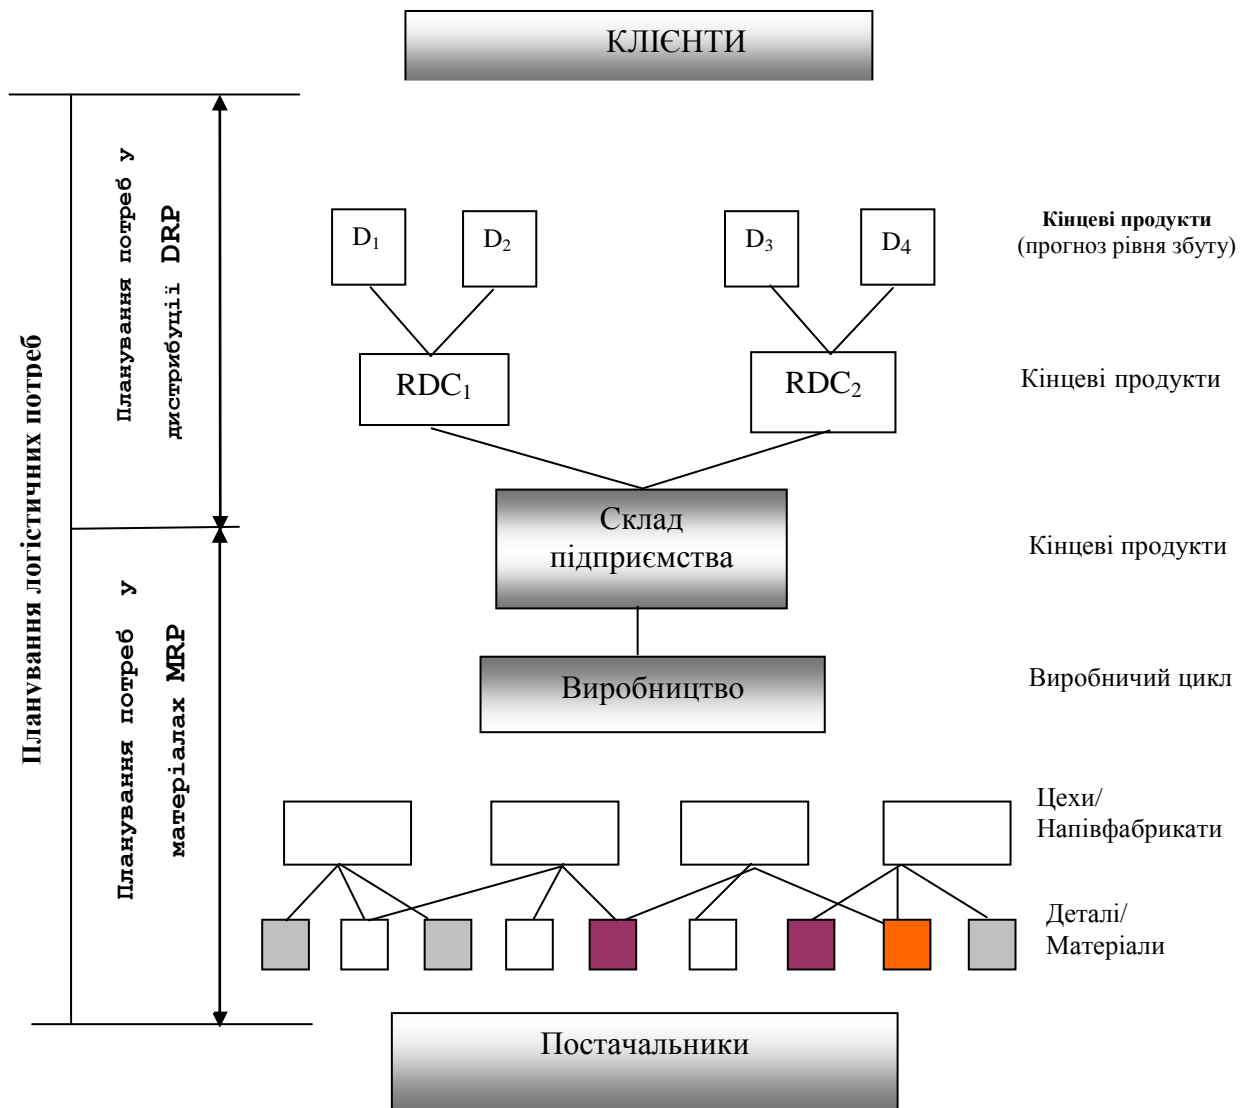 КЛІЄНТИ
Планування логістичних потреб
Планування потреб у
дистрибуції DRP
D1
D2
D3
D4
Кінцеві продукти
(прогноз рівня збуту)
RDC1
RDC2
Кінцеві продукти
Склад
підприємства
Кінцеві продукти
Планування потреб у
матеріалах MRP
Виробництво
Виробничий цикл
Цехи/
Напівфабрикати
Деталі/
Матеріали
Постачальники